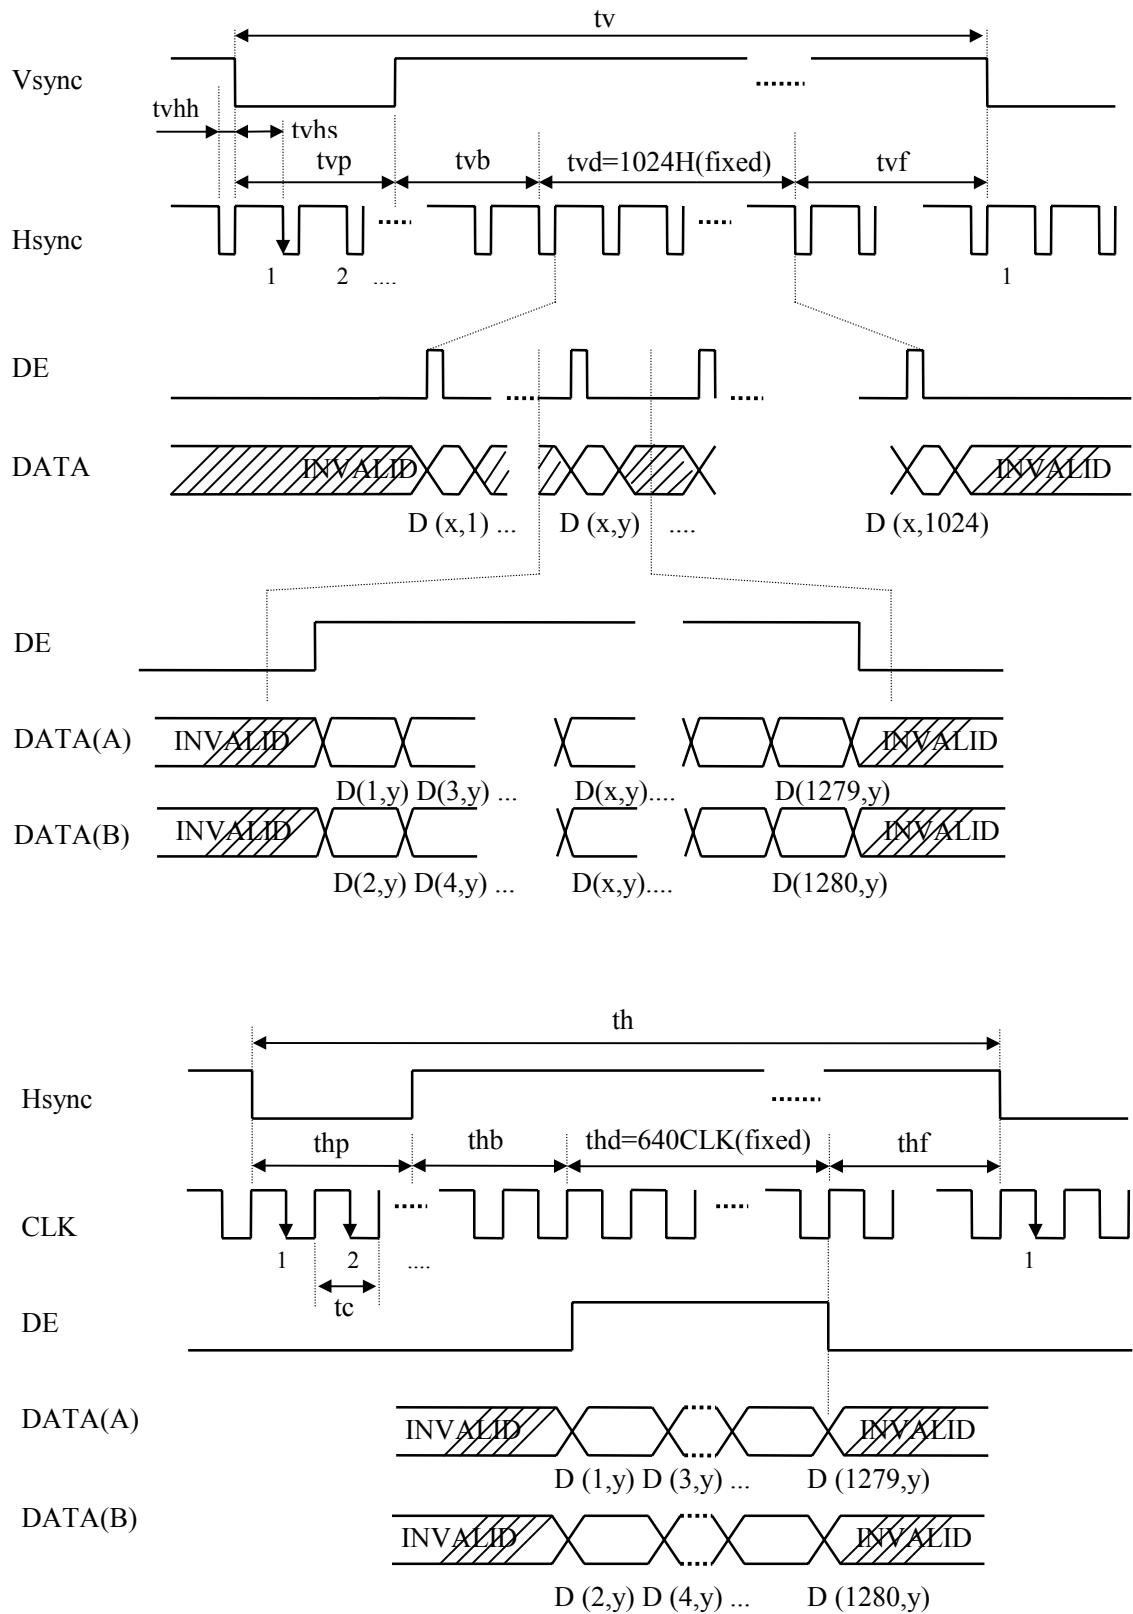 tv
Vsync
tvhh
tvhs
tvp
tvb
tvd=1024H(fixed)
tvf
Hsync
1
2
....
1
DE
DATA
INVALID
INVALID
D (x,1) ...
D (x,y)
....
D (x,1024)
DE
DATA(A)
INVALID
INVALID
D(1,y) D(3,y) ...
D(x,y)....
D(1279,y)
DATA(B)
INVALID
INVALID
D(2,y) D(4,y) ...
D(x,y)....
D(1280,y)
th
Hsync
thp
thb
thd=640CLK(fixed)
thf
CLK
1
2
....
1
tc
DE
DATA(A)
INVALID
INVALID
D (1,y) D (3,y) ...
D (1279,y)
DATA(B)
INVALID
INVALID
D (2,y) D (4,y) ...
D (1280,y)